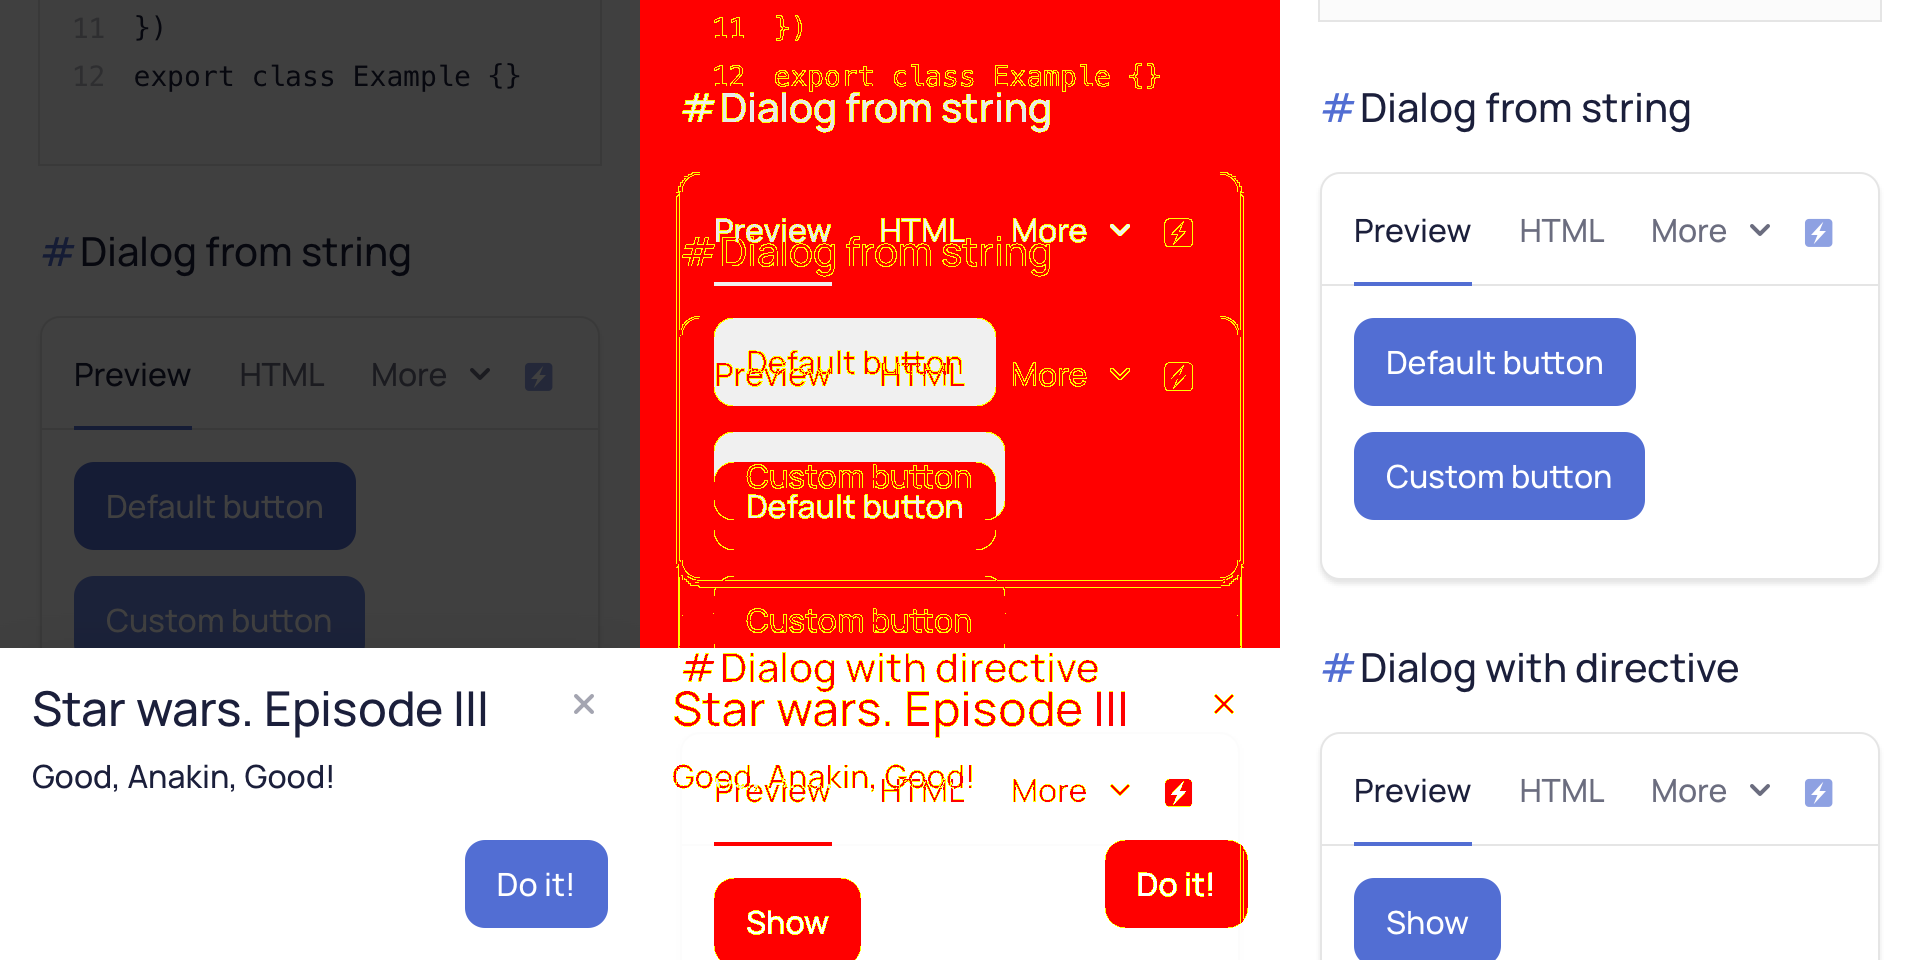 11 })
12 export class Example {}
#Dialog from string
Preview HTML More
Default button
Custom button
Star wars. Episode III
Good, Anakin, Good!
Do it!
11 })
12 export class Example {}
#Dialog from string
Preview HTML More
#Dialog from string
Default button
Preview HTML More
Custom button
Default button
Custom button
#Dialog with directive
Star wars. Episode III
Good, Anakin, Good!
Preview HTML More
Do it!
Show
#Dialog from string
Preview HTML More
Default button
Custom button
#Dialog with directive
Preview HTML More
Show